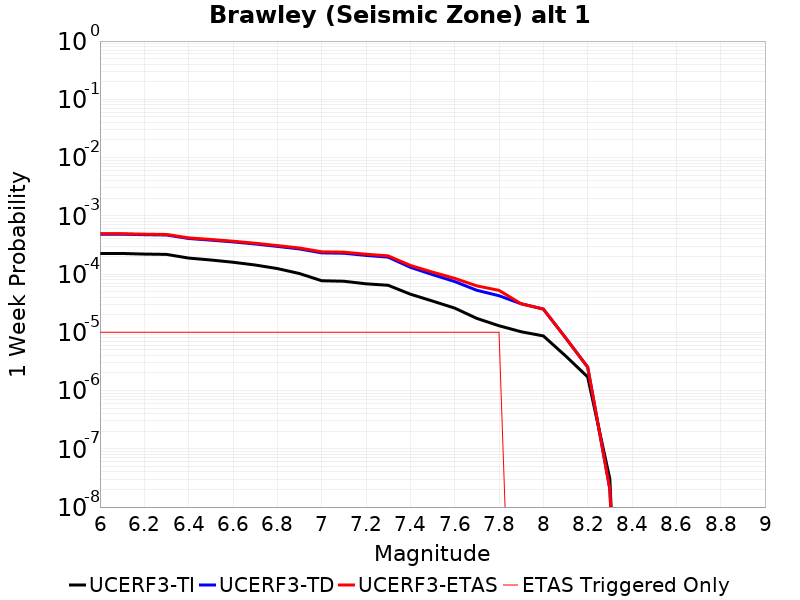 Brawley (Seismic Zone) alt 1
1 Week Probability
10^0
10^-1
10^-2
10^-3
10^-4
10^-5
10^-6
10^-7
10^-8
6 6.2 6.4 6.6 6.8 7 7.2 7.4 7.6 7.8 8 8.2 8.4 8.6 8.8 9
Magnitude
UCERF3-TI UCERF3-TD UCERF3-ETAS ETAS Triggered Only